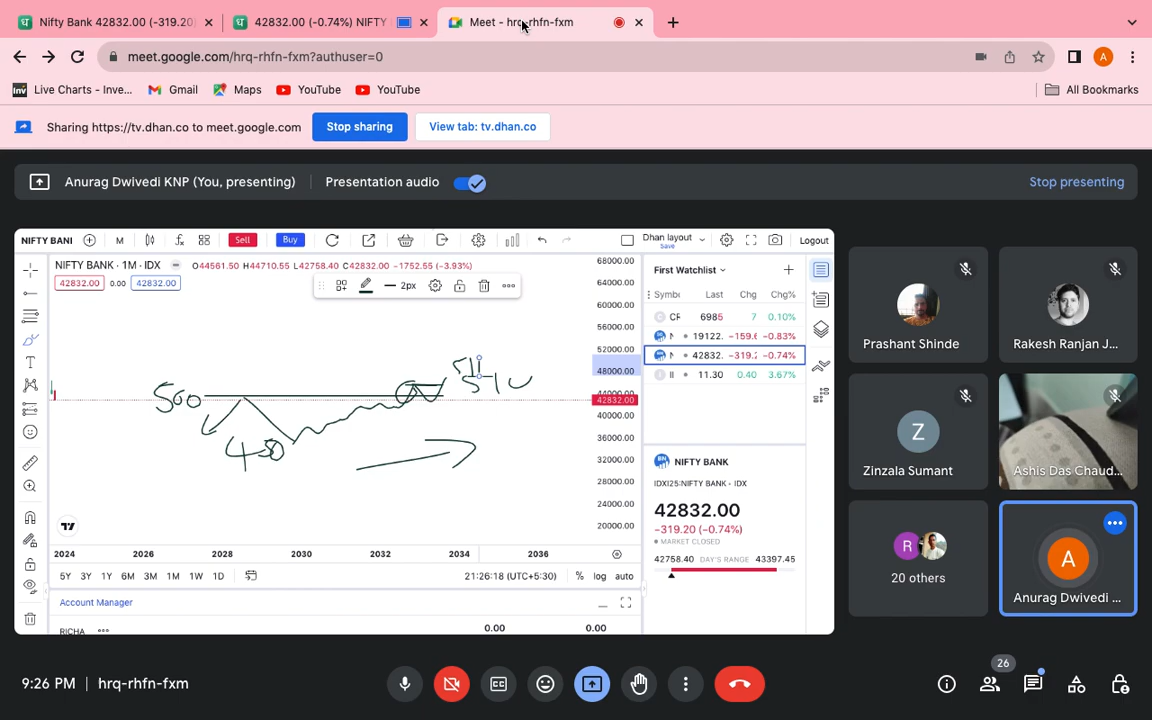 Nifty Bank 42832.00 (-319.20)
42832.00 (-0.74%) NIFTY
Meet - hrq-rhfn-fxm
meet.google.com/hrq-rhfn-fxm?authuser=0
A
Live Charts - Inve...
Gmail
Maps
YouTube
YouTube
All Bookmarks
Sharing https://tv.dhan.co to meet.google.com
Stop sharing
View tab: tv.dhan.co
Anurag Dwivedi KNP (You, presenting)
Presentation audio
Stop presenting
NIFTY BANI
M
Sell
Buy
Dhan layout
Save
Logout
NIFTY BANK · 1M · IDX
O44561.50 H44710.55 L42758.40 C42832.00 −1752.55 (−3.93%)
42832.00 0.00 42832.00
2px
68000.00
64000.00
60000.00
56000.00
52000.00
48000.00
44000.00
42832.00
40000.00
36000.00
32000.00
28000.00
24000.00
20000.00
500
450
511
510
2024 2026 2028 2030 2032 2034 2036
5Y 3Y 1Y 6M 3M 1M 1W 1D
21:26:18 (UTC+5:30)
% log auto
Account Manager
RICHA
0.00 0.00
First Watchlist
Symbo Last Chg Chg%
6985 7 0.10%
19122. −159.6 −0.83%
42832. −319.2 −0.74%
11.30 0.40 3.67%
NIFTY BANK
IDX|25:NIFTY BANK · IDX
42832.00
−319.20 (−0.74%)
MARKET CLOSED
42758.40 DAY'S RANGE 43397.45
Prashant Shinde
Rakesh Ranjan J...
Z
Zinzala Sumant
Ashis Das Chaud...
R
20 others
A
Anurag Dwivedi ...
9:26 PM | hrq-rhfn-fxm
26